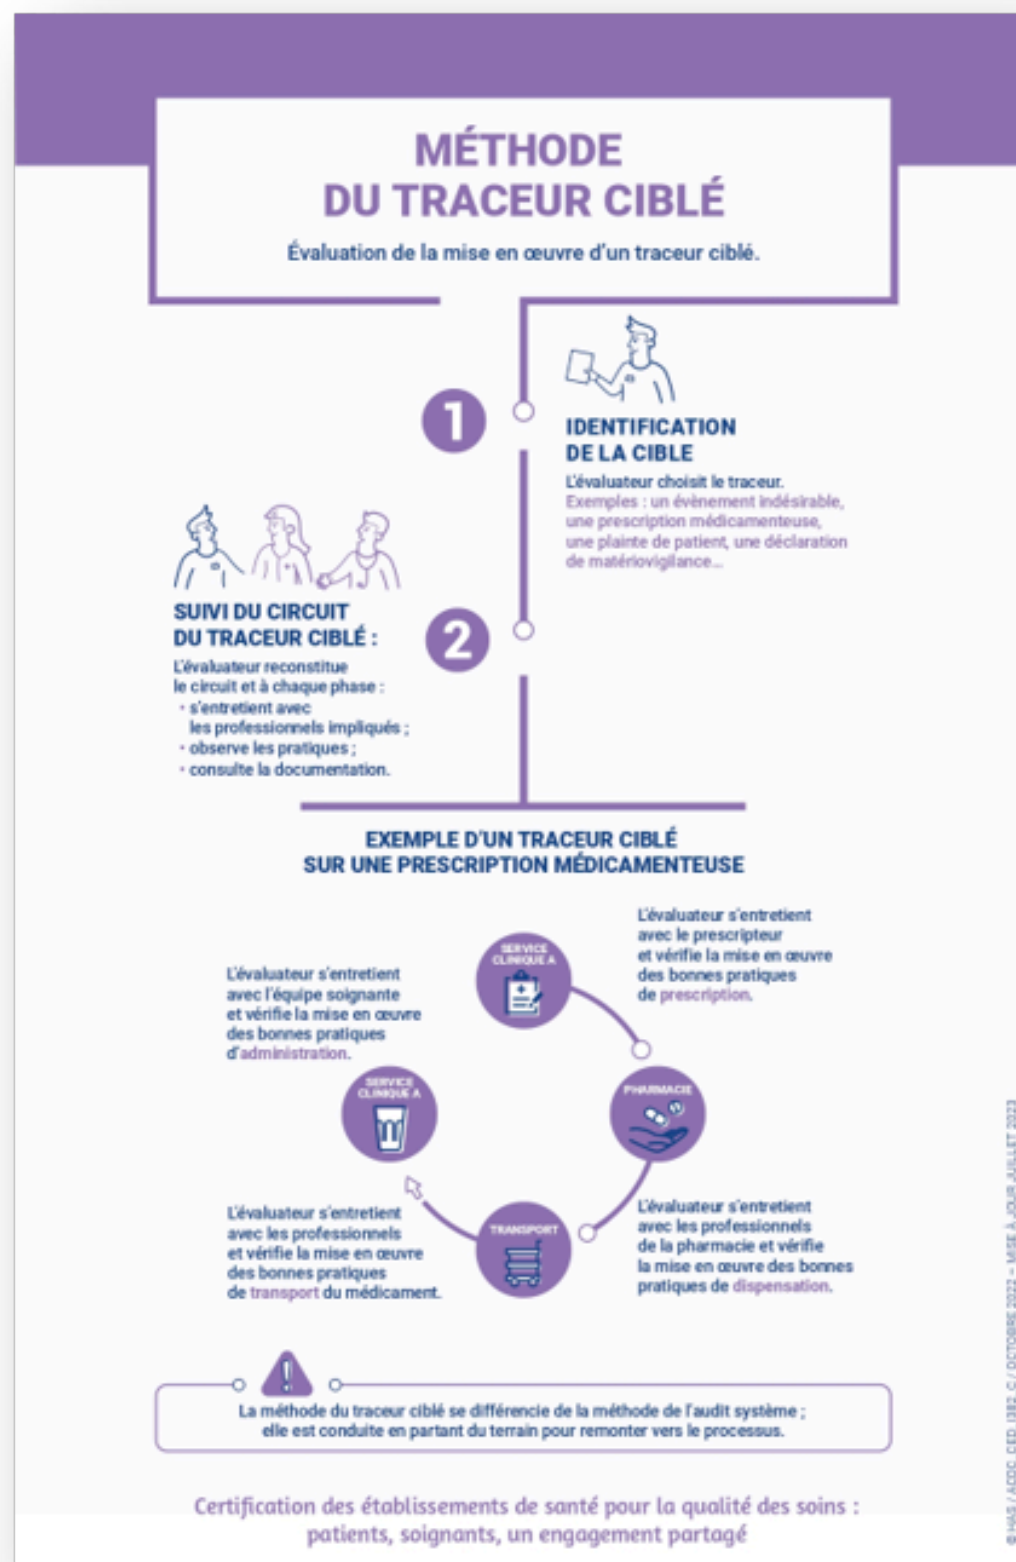 MÉTHODE
DU TRACEUR CIBLÉ
Évaluation de la mise en œuvre d'un traceur ciblé.
1
IDENTIFICATION
DE LA CIBLE
L'évaluateur choisit le traceur.
Exemples : un évènement indésirable,
une prescription médicamenteuse,
une plainte de patient, une déclaration
de matériovigilance...
2
SUIVI DU CIRCUIT
DU TRACEUR CIBLÉ :
L'évaluateur reconstitue
le circuit et à chaque phase :
• s'entretient avec
les professionnels impliqués ;
• observe les pratiques ;
• consulte la documentation.
EXEMPLE D'UN TRACEUR CIBLÉ
SUR UNE PRESCRIPTION MÉDICAMENTEUSE
SERVICE
CLINIQUE A
L'évaluateur s'entretient
avec le prescripteur
et vérifie la mise en œuvre
des bonnes pratiques
de prescription.
PHARMACIE
L'évaluateur s'entretient
avec les professionnels
de la pharmacie et vérifie
la mise en œuvre des bonnes
pratiques de dispensation.
TRANSPORT
L'évaluateur s'entretient
avec les professionnels
et vérifie la mise en œuvre
des bonnes pratiques
de transport du médicament.
SERVICE
CLINIQUE A
L'évaluateur s'entretient
avec l'équipe soignante
et vérifie la mise en œuvre
des bonnes pratiques
d'administration.
!
La méthode du traceur ciblé se différencie de la méthode de l'audit système ;
elle est conduite en partant du terrain pour remonter vers le processus.
Certification des établissements de santé pour la qualité des soins :
patients, soignants, un engagement partagé
© HAS / ACDC_CED_1382_C / OCTOBRE 2022 – MISE À JOUR JUILLET 2023